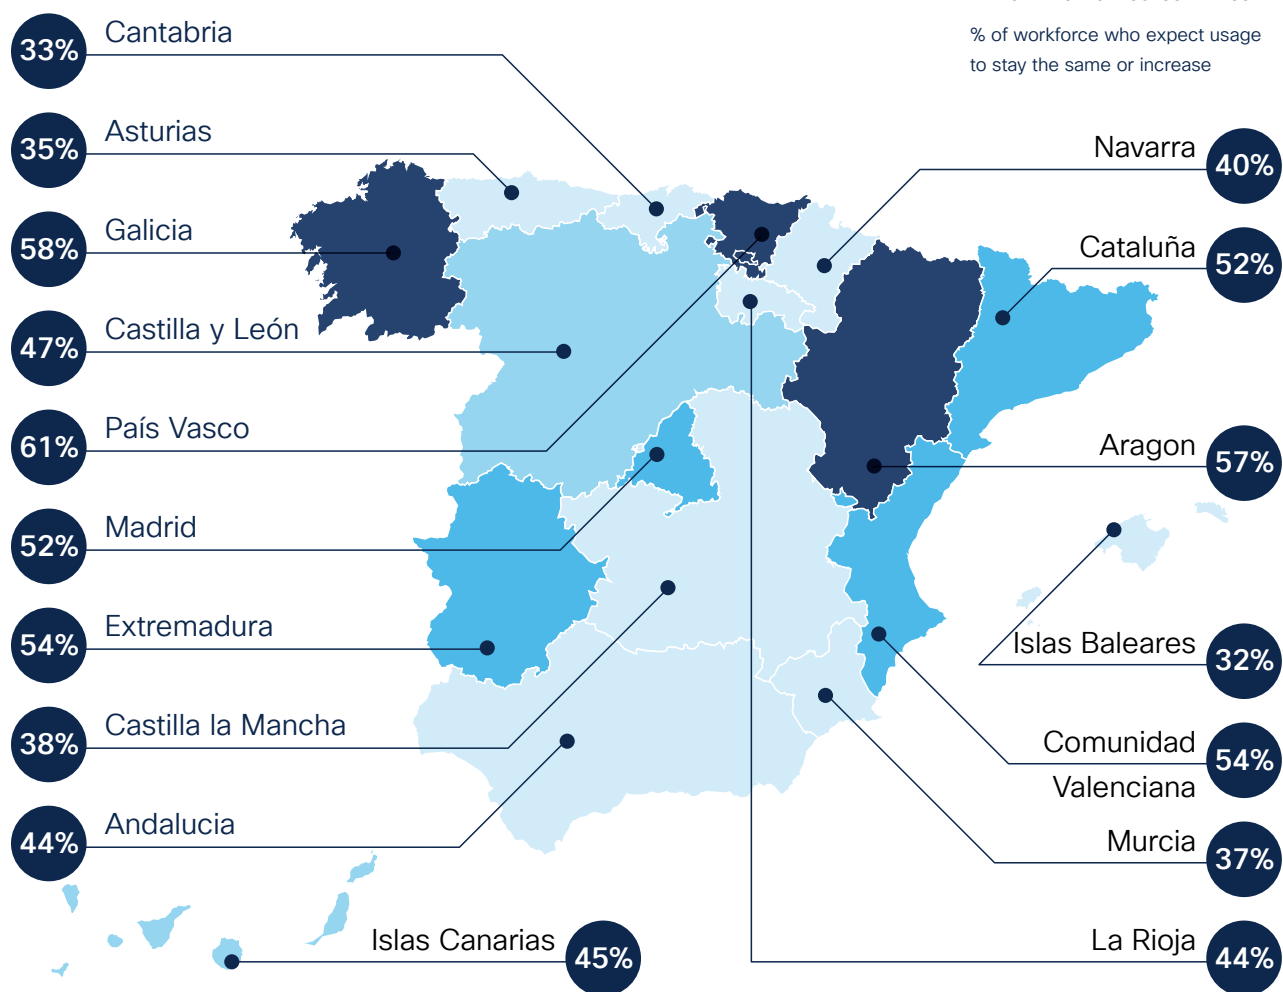 % of workforce who expect usage
to stay the same or increase
33% Cantabria
35% Asturias
58% Galicia
47% Castilla y León
61% País Vasco
52% Madrid
54% Extremadura
38% Castilla la Mancha
44% Andalucia
Islas Canarias 45%
Navarra 40%
Cataluña 52%
Aragon 57%
Islas Baleares 32%
Comunidad
Valenciana 54%
Murcia 37%
La Rioja 44%